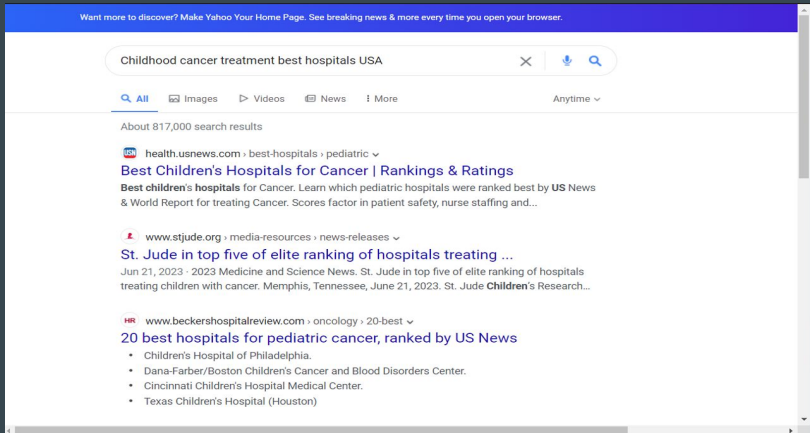 Want more to discover? Make Yahoo Your Home Page. See breaking news & more every time you open your browser.
Childhood cancer treatment best hospitals USA
All Images Videos News More Anytime
About 817,000 search results
USN health.usnews.com › best-hospitals › pediatric
Best Children's Hospitals for Cancer | Rankings & Ratings
Best children's hospitals for Cancer. Learn which pediatric hospitals were ranked best by US News
& World Report for treating Cancer. Scores factor in patient safety, nurse staffing and...
www.stjude.org › media-resources › news-releases
St. Jude in top five of elite ranking of hospitals treating ...
Jun 21, 2023 · 2023 Medicine and Science News. St. Jude in top five of elite ranking of hospitals
treating children with cancer. Memphis, Tennessee, June 21, 2023. St. Jude Children's Research...
HR www.beckershospitalreview.com › oncology › 20-best
20 best hospitals for pediatric cancer, ranked by US News
• Children's Hospital of Philadelphia.
• Dana-Farber/Boston Children's Cancer and Blood Disorders Center.
• Cincinnati Children's Hospital Medical Center.
• Texas Children's Hospital (Houston)